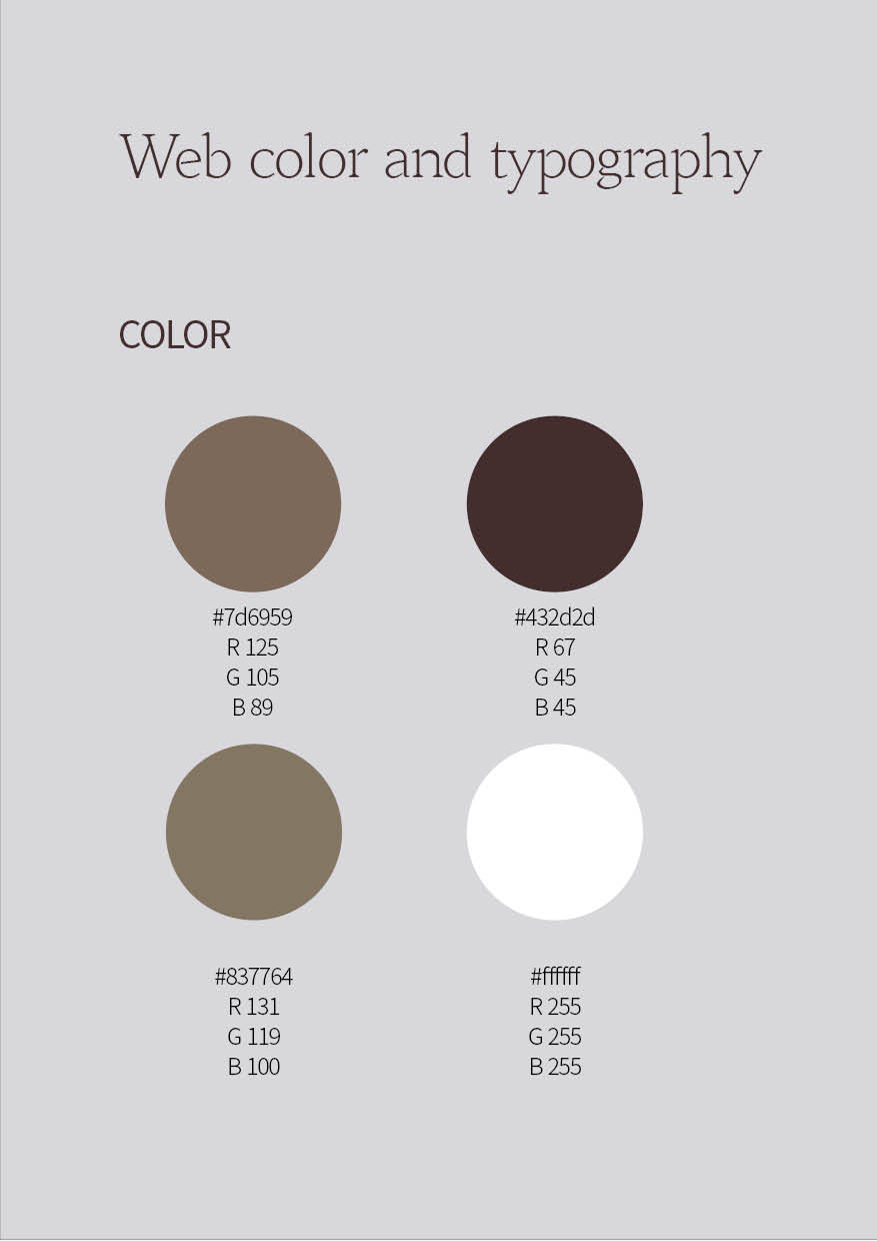 Web color and typography
COLOR
#7d6959
R 125
G 105
B 89
#432d2d
R 67
G 45
B 45
#837764
R 131
G 119
B 100
#ffffff
R 255
G 255
B 255